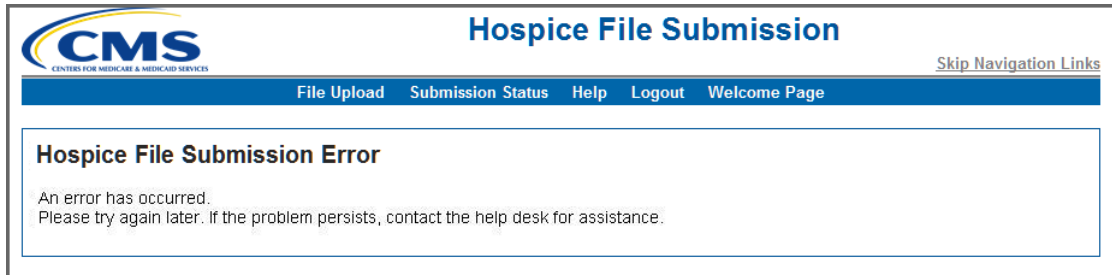 CMS
CENTERS FOR MEDICARE & MEDICAID SERVICES
Hospice File Submission
Skip Navigation Links
File Upload Submission Status Help Logout Welcome Page
Hospice File Submission Error
An error has occurred.
Please try again later. If the problem persists, contact the help desk for assistance.